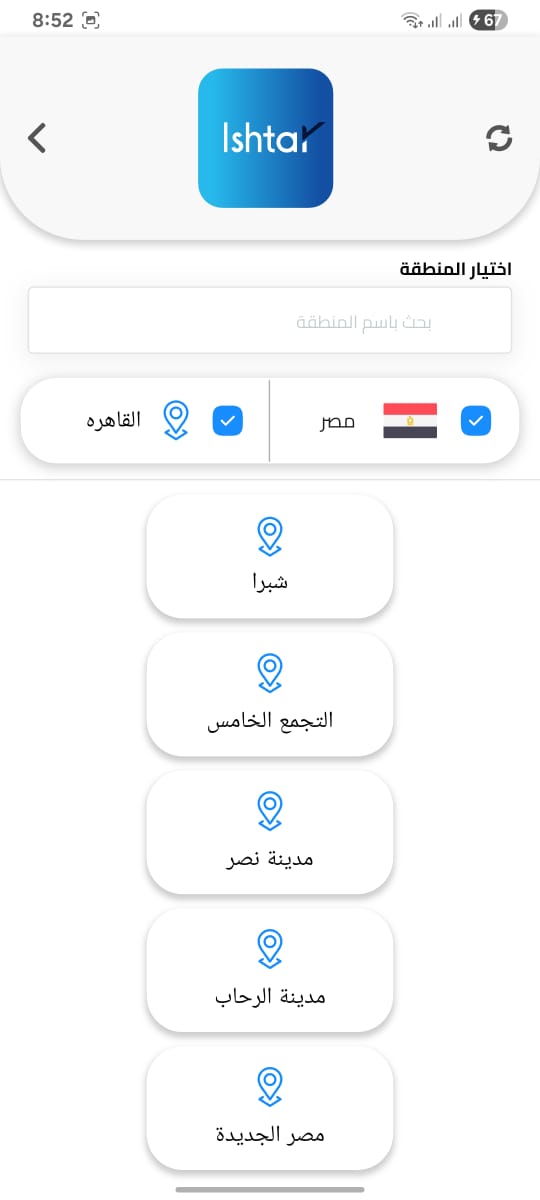 8:52
67
Ishtar
اختيار المنطقة
بحث باسم المنطقة
مصر
القاهره
شبرا
التجمع الخامس
مدينة نصر
مدينة الرحاب
مصر الجديدة